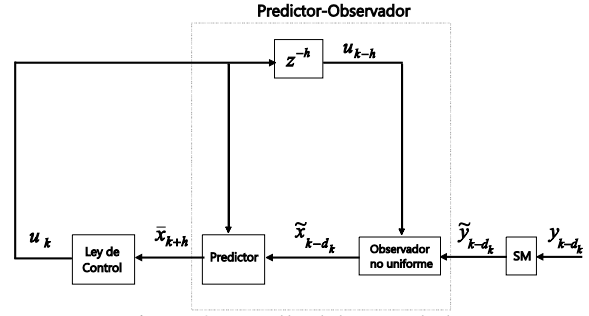 Predictor-Observador
z^{-h}
u_{k-h}
u_k
Ley de
Control
x̄_{k+h}
Predictor
x̃_{k-d_k}
Observador
no uniforme
ỹ_{k-d_k}
SM
y_{k-d_k}